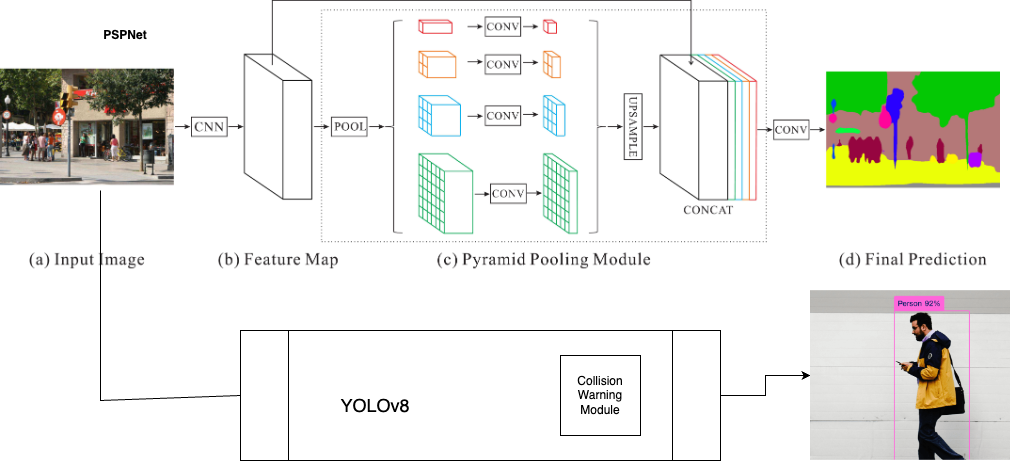 PSPNet
CNN
POOL
CONV
CONV
CONV
CONV
UPSAMPLE
CONCAT
CONV
(a) Input Image
(b) Feature Map
(c) Pyramid Pooling Module
(d) Final Prediction
YOLOv8
Collision
Warning
Module
Person 92%